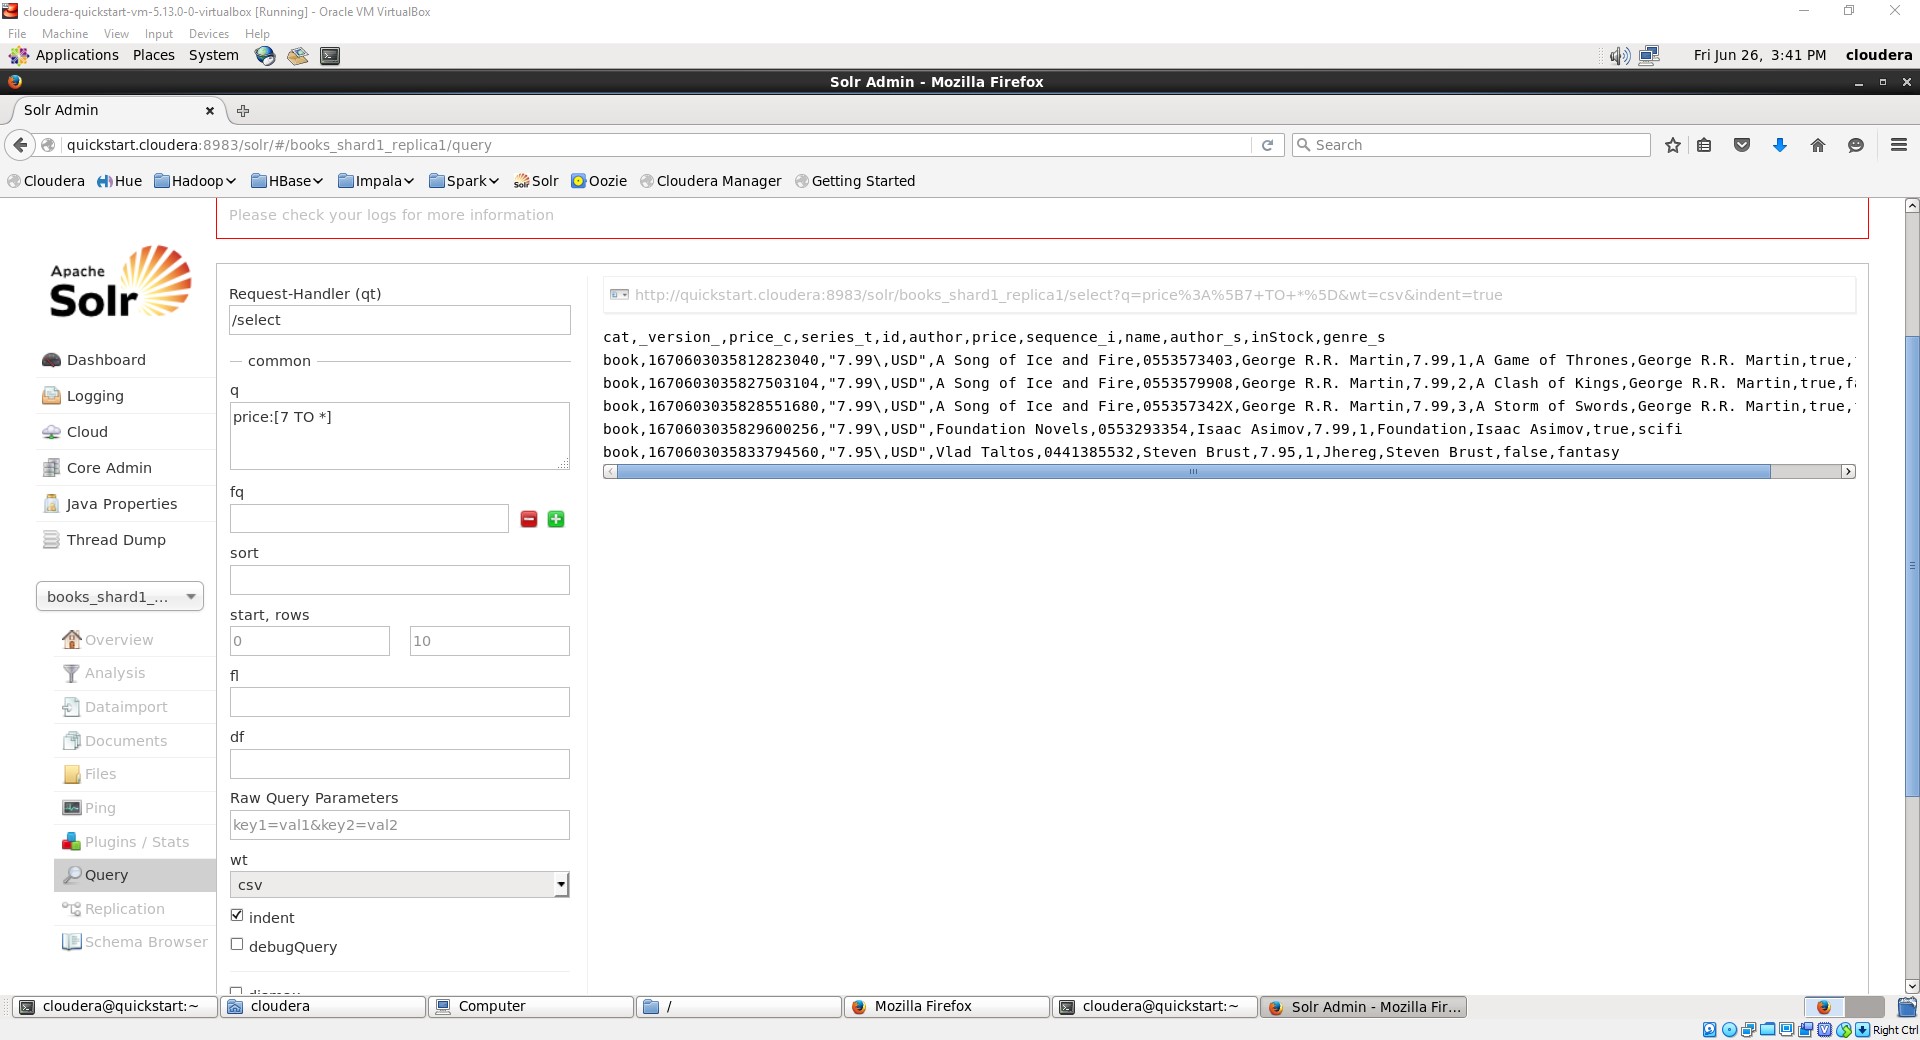 cloudera-quickstart-vm-5.13.0-0-virtualbox [Running] - Oracle VM VirtualBox
File Machine View Input Devices Help
Applications Places System Fri Jun 26, 3:41 PM cloudera
Solr Admin - Mozilla Firefox
Solr Admin
quickstart.cloudera:8983/solr/#/books_shard1_replica1/query Search
Cloudera Hue Hadoop HBase Impala Spark Solr Oozie Cloudera Manager Getting Started
Please check your logs for more information
Apache
Solr
Dashboard
Logging
Cloud
Core Admin
Java Properties
Thread Dump
books_shard1_...
Overview
Analysis
Dataimport
Documents
Files
Ping
Plugins / Stats
Query
Replication
Schema Browser
Request-Handler (qt)
/select
common
q
price:[7 TO *]
fq
sort
start, rows
0 10
fl
df
Raw Query Parameters
key1=val1&key2=val2
wt
csv
indent
debugQuery
http://quickstart.cloudera:8983/solr/books_shard1_replica1/select?q=price%3A%5B7+TO+*%5D&wt=csv&indent=true
cat,_version_,price_c,series_t,id,author,price,sequence_i,name,author_s,inStock,genre_s
book,1670603035812823040,"7.99\,USD",A Song of Ice and Fire,0553573403,George R.R. Martin,7.99,1,A Game of Thrones,George R.R. Martin,true,
book,1670603035827503104,"7.99\,USD",A Song of Ice and Fire,0553579908,George R.R. Martin,7.99,2,A Clash of Kings,George R.R. Martin,true,fa
book,1670603035828551680,"7.99\,USD",A Song of Ice and Fire,055357342X,George R.R. Martin,7.99,3,A Storm of Swords,George R.R. Martin,true,
book,1670603035829600256,"7.99\,USD",Foundation Novels,0553293354,Isaac Asimov,7.99,1,Foundation,Isaac Asimov,true,scifi
book,1670603035833794560,"7.95\,USD",Vlad Taltos,0441385532,Steven Brust,7.95,1,Jhereg,Steven Brust,false,fantasy
cloudera@quickstart:~ cloudera Computer / Mozilla Firefox cloudera@quickstart:~ Solr Admin - Mozilla Fir...
Right Ctrl